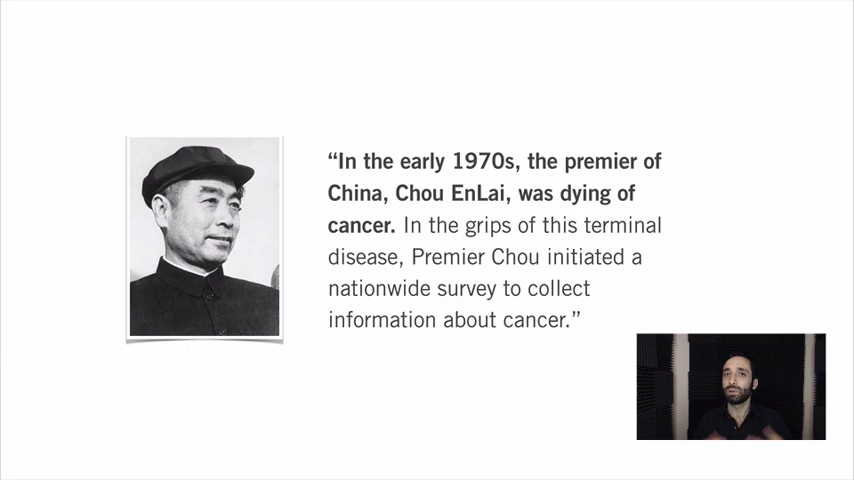 “In the early 1970s, the premier of
China, Chou EnLai, was dying of
cancer. In the grips of this terminal
disease, Premier Chou initiated a
nationwide survey to collect
information about cancer.”